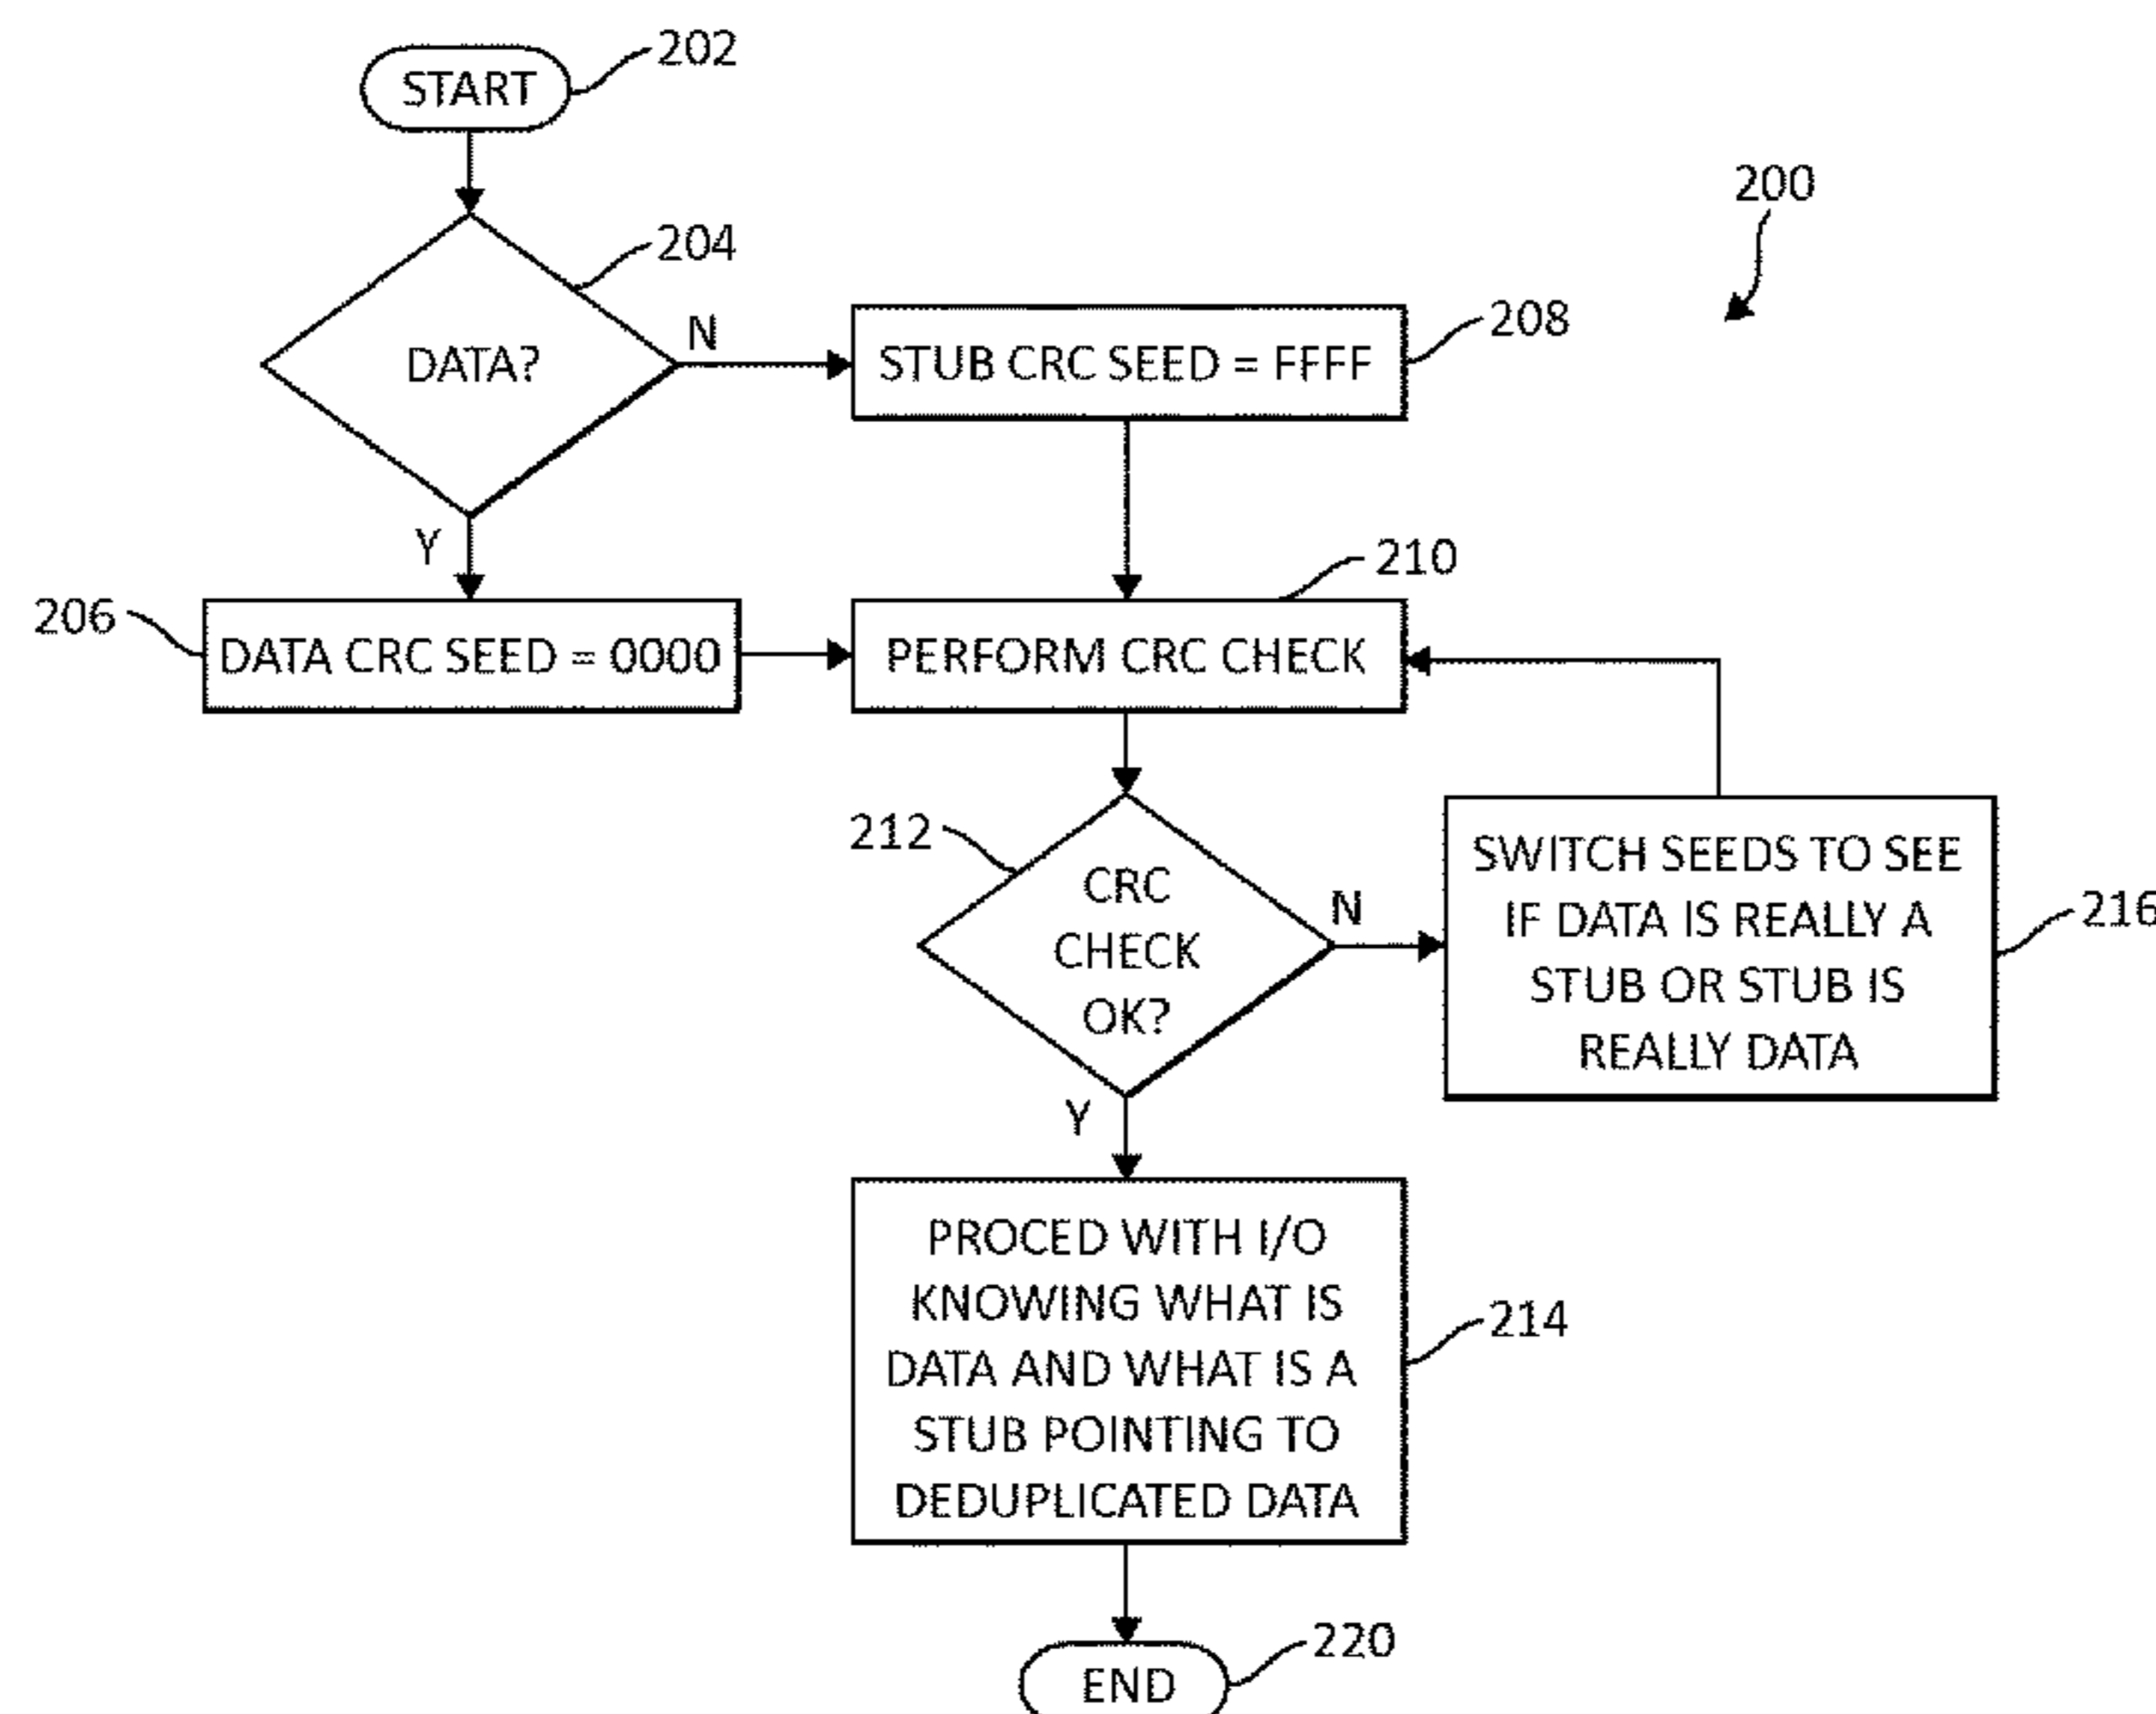 START
202
200
204
DATA?
N
STUB CRC SEED = FFFF
208
Y
206
DATA CRC SEED = 0000
PERFORM CRC CHECK
210
212
CRC
CHECK
OK?
N
SWITCH SEEDS TO SEE
IF DATA IS REALLY A
STUB OR STUB IS
REALLY DATA
216
Y
PROCED WITH I/O
KNOWING WHAT IS
DATA AND WHAT IS A
STUB POINTING TO
DEDUPLICATED DATA
214
END
220